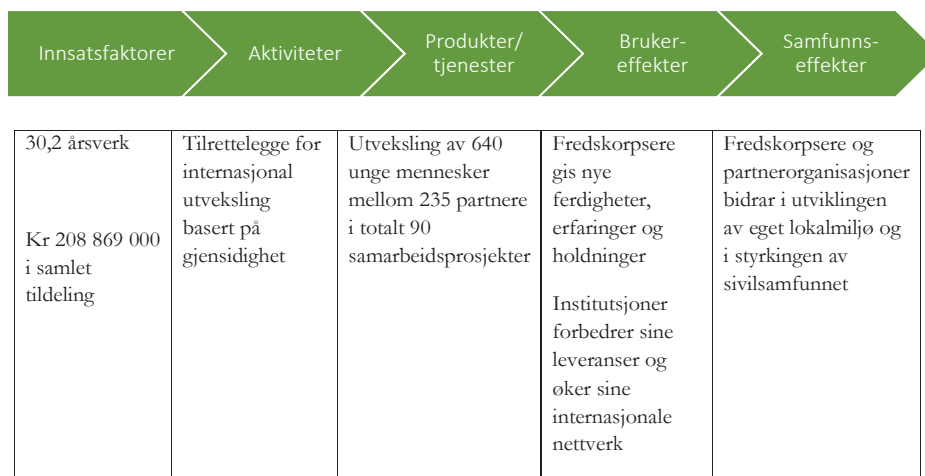 Innsatsfaktorer
Aktiviteter
Produkter/
tjenester
Bruker-
effekter
Samfunns-
effekter
30,2 årsverk
Kr 208 869 000
i samlet
tildeling
Tilrettelegge for
internasjonal
utveksling
basert på
gjensidighet
Utveksling av 640
unge mennesker
mellom 235 partnere
i totalt 90
samarbeidsprosjekter
Fredskorpsere
gis nye
ferdigheter,
erfaringer og
holdninger
Institutsjoner
forbedrer sine
leveranser og
øker sine
internasjonale
nettverk
Fredskorpsere og
partnerorganisasjoner
bidrar i utviklingen
av eget lokalmiljø og
i styrkingen av
sivilsamfunnet